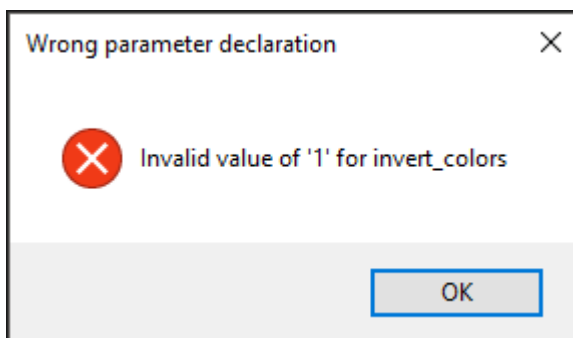 Wrong parameter declaration
Invalid value of '1' for invert_colors
OK